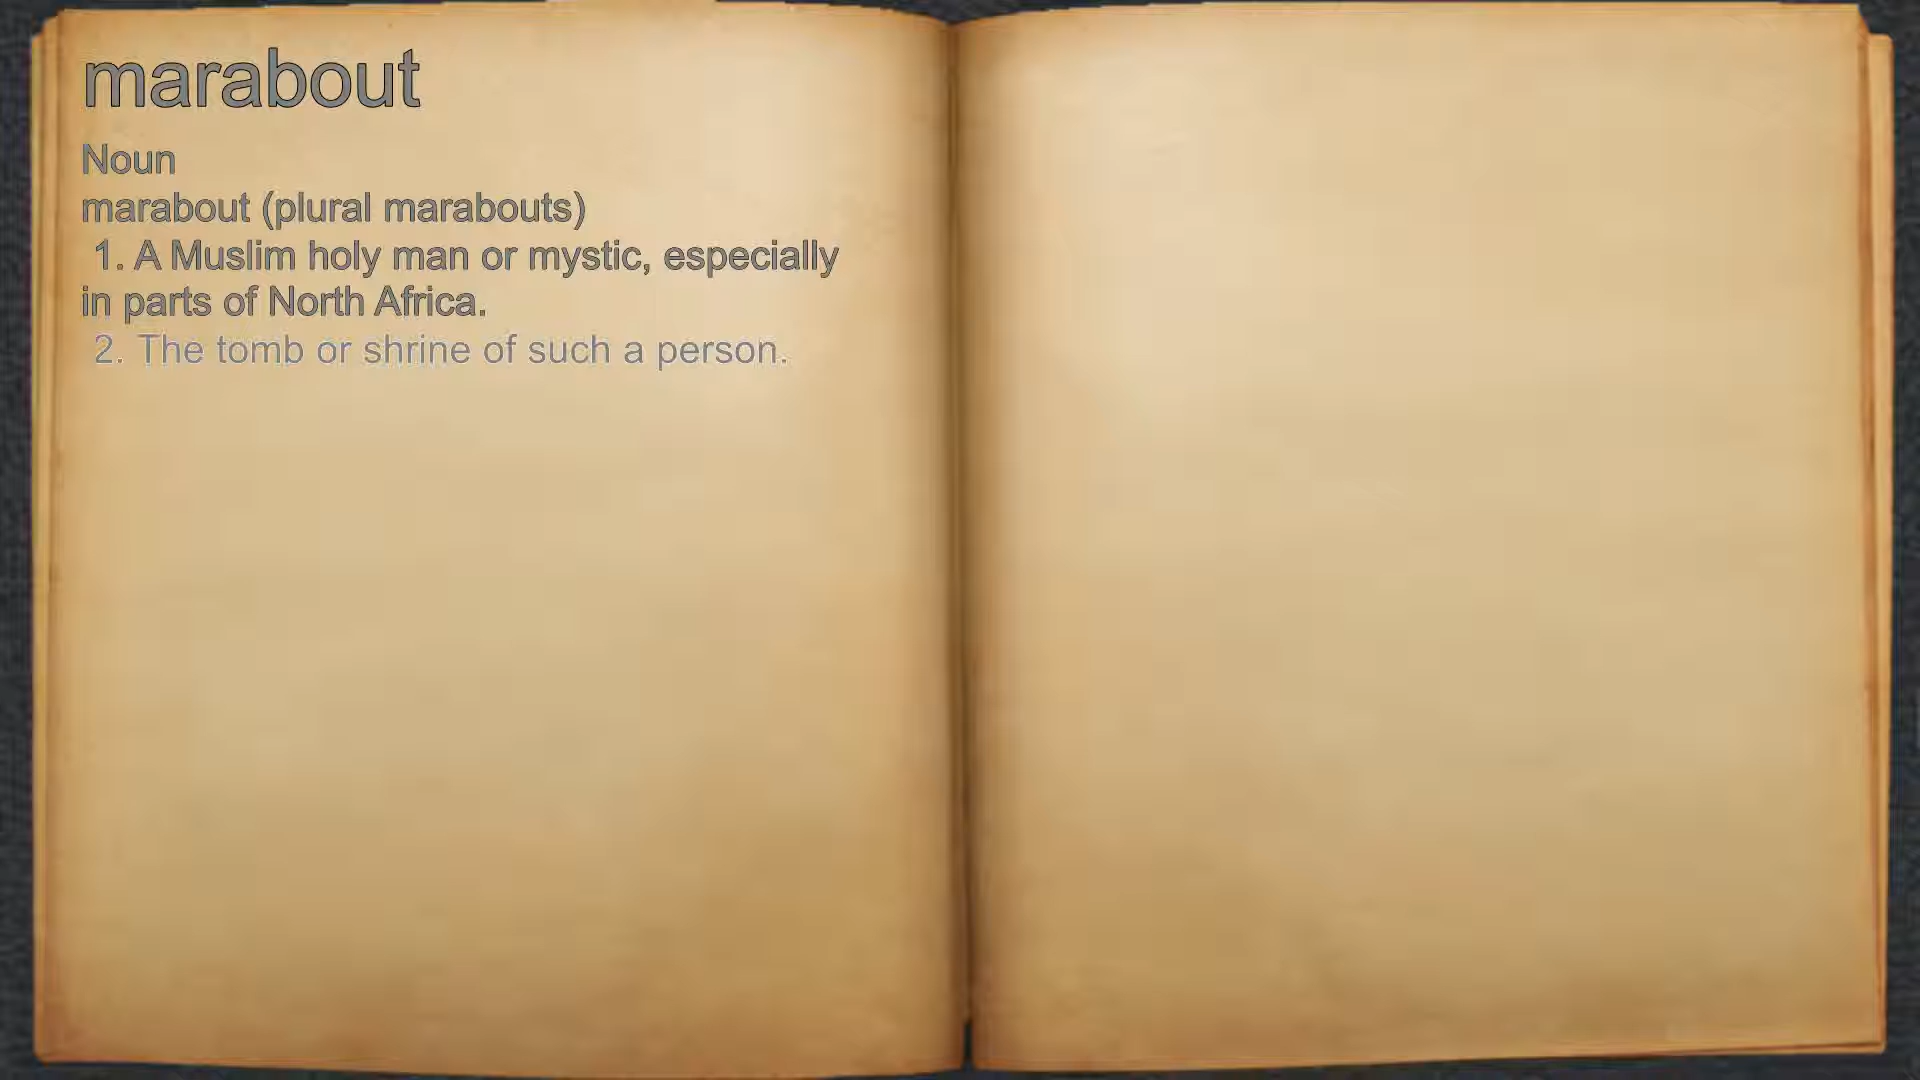 marabout
Noun
marabout (plural marabouts)
1. A Muslim holy man or mystic, especially
in parts of North Africa.
2. The tomb or shrine of such a person.